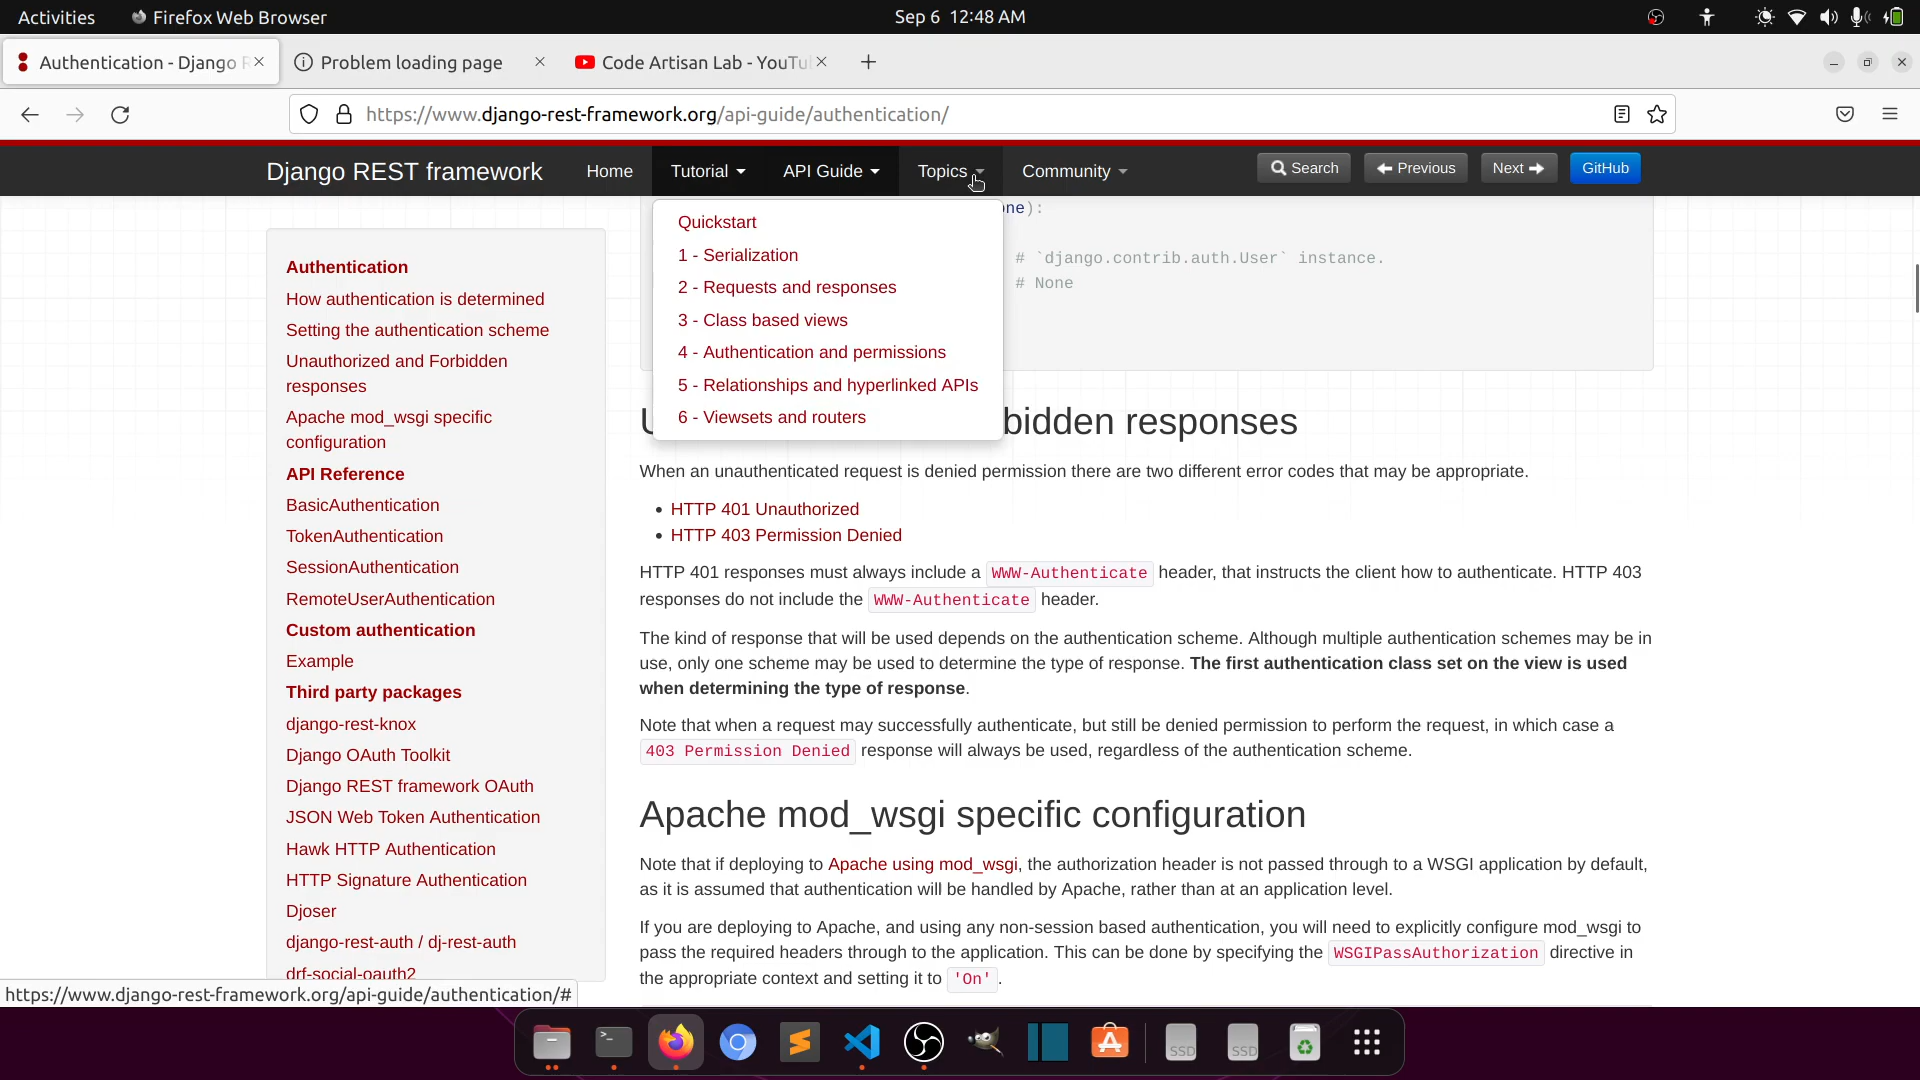 Activities
Firefox Web Browser
Sep 6 12:48 AM
Authentication - Django R
Problem loading page
Code Artisan Lab - YouTu
https://www.django-rest-framework.org/api-guide/authentication/
Django REST framework
Home
Tutorial
API Guide
Topics
Community
Search
Previous
Next
GitHub
Quickstart
1 - Serialization
2 - Requests and responses
3 - Class based views
4 - Authentication and permissions
5 - Relationships and hyperlinked APIs
6 - Viewsets and routers
Authentication
How authentication is determined
Setting the authentication scheme
Unauthorized and Forbidden
responses
Apache mod_wsgi specific
configuration
API Reference
BasicAuthentication
TokenAuthentication
SessionAuthentication
RemoteUserAuthentication
Custom authentication
Example
Third party packages
django-rest-knox
Django OAuth Toolkit
Django REST framework OAuth
JSON Web Token Authentication
Hawk HTTP Authentication
HTTP Signature Authentication
Djoser
django-rest-auth / dj-rest-auth
drf-social-oauth2
one):
# `django.contrib.auth.User` instance.
# None
bidden responses
When an unauthenticated request is denied permission there are two different error codes that may be appropriate.
• HTTP 401 Unauthorized
• HTTP 403 Permission Denied
HTTP 401 responses must always include a WWW-Authenticate header, that instructs the client how to authenticate. HTTP 403
responses do not include the WWW-Authenticate header.
The kind of response that will be used depends on the authentication scheme. Although multiple authentication schemes may be in
use, only one scheme may be used to determine the type of response. The first authentication class set on the view is used
when determining the type of response.
Note that when a request may successfully authenticate, but still be denied permission to perform the request, in which case a
403 Permission Denied response will always be used, regardless of the authentication scheme.
Apache mod_wsgi specific configuration
Note that if deploying to Apache using mod_wsgi, the authorization header is not passed through to a WSGI application by default,
as it is assumed that authentication will be handled by Apache, rather than at an application level.
If you are deploying to Apache, and using any non-session based authentication, you will need to explicitly configure mod_wsgi to
pass the required headers through to the application. This can be done by specifying the WSGIPassAuthorization directive in
the appropriate context and setting it to 'On'.
https://www.django-rest-framework.org/api-guide/authentication/#
SSD
SSD